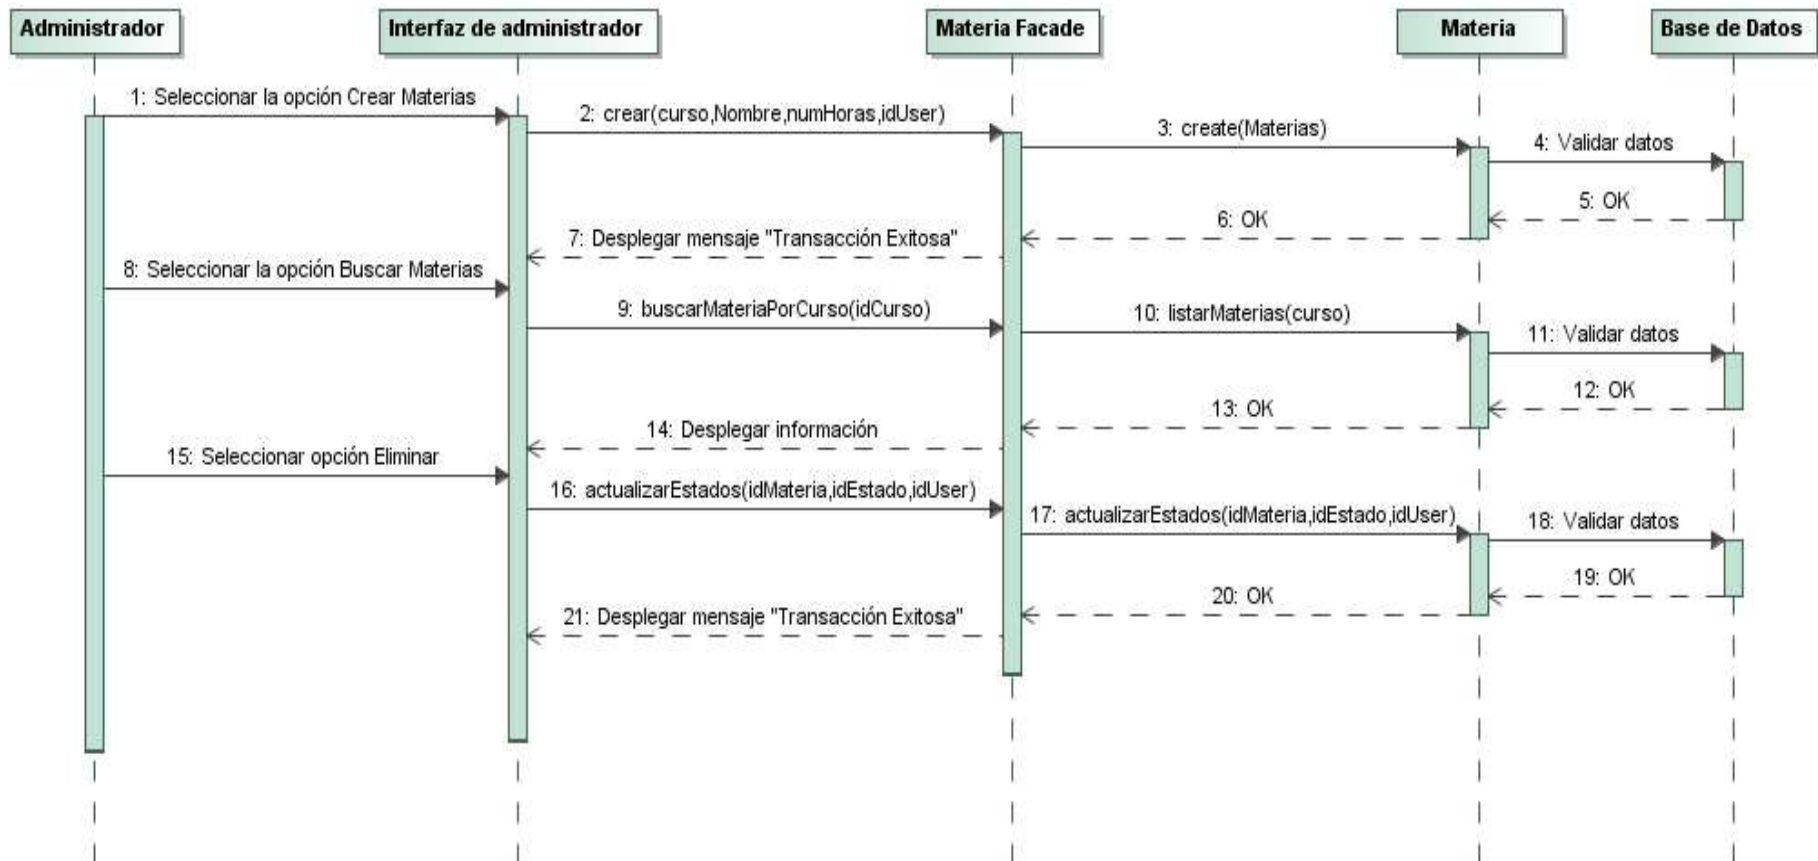 Administrador
Interfaz de administrador
Materia Facade
Materia
Base de Datos
1: Seleccionar la opción Crear Materias
2: crear(curso,Nombre,numHoras,idUser)
3: create(Materias)
4: Validar datos
5: OK
6: OK
7: Desplegar mensaje "Transacción Exitosa"
8: Seleccionar la opción Buscar Materias
9: buscarMateriaPorCurso(idCurso)
10: listarMaterias(curso)
11: Validar datos
12: OK
13: OK
14: Desplegar información
15: Seleccionar opción Eliminar
16: actualizarEstados(idMateria,idEstado,idUser)
17: actualizarEstados(idMateria,idEstado,idUser)
18: Validar datos
19: OK
20: OK
21: Desplegar mensaje "Transacción Exitosa"